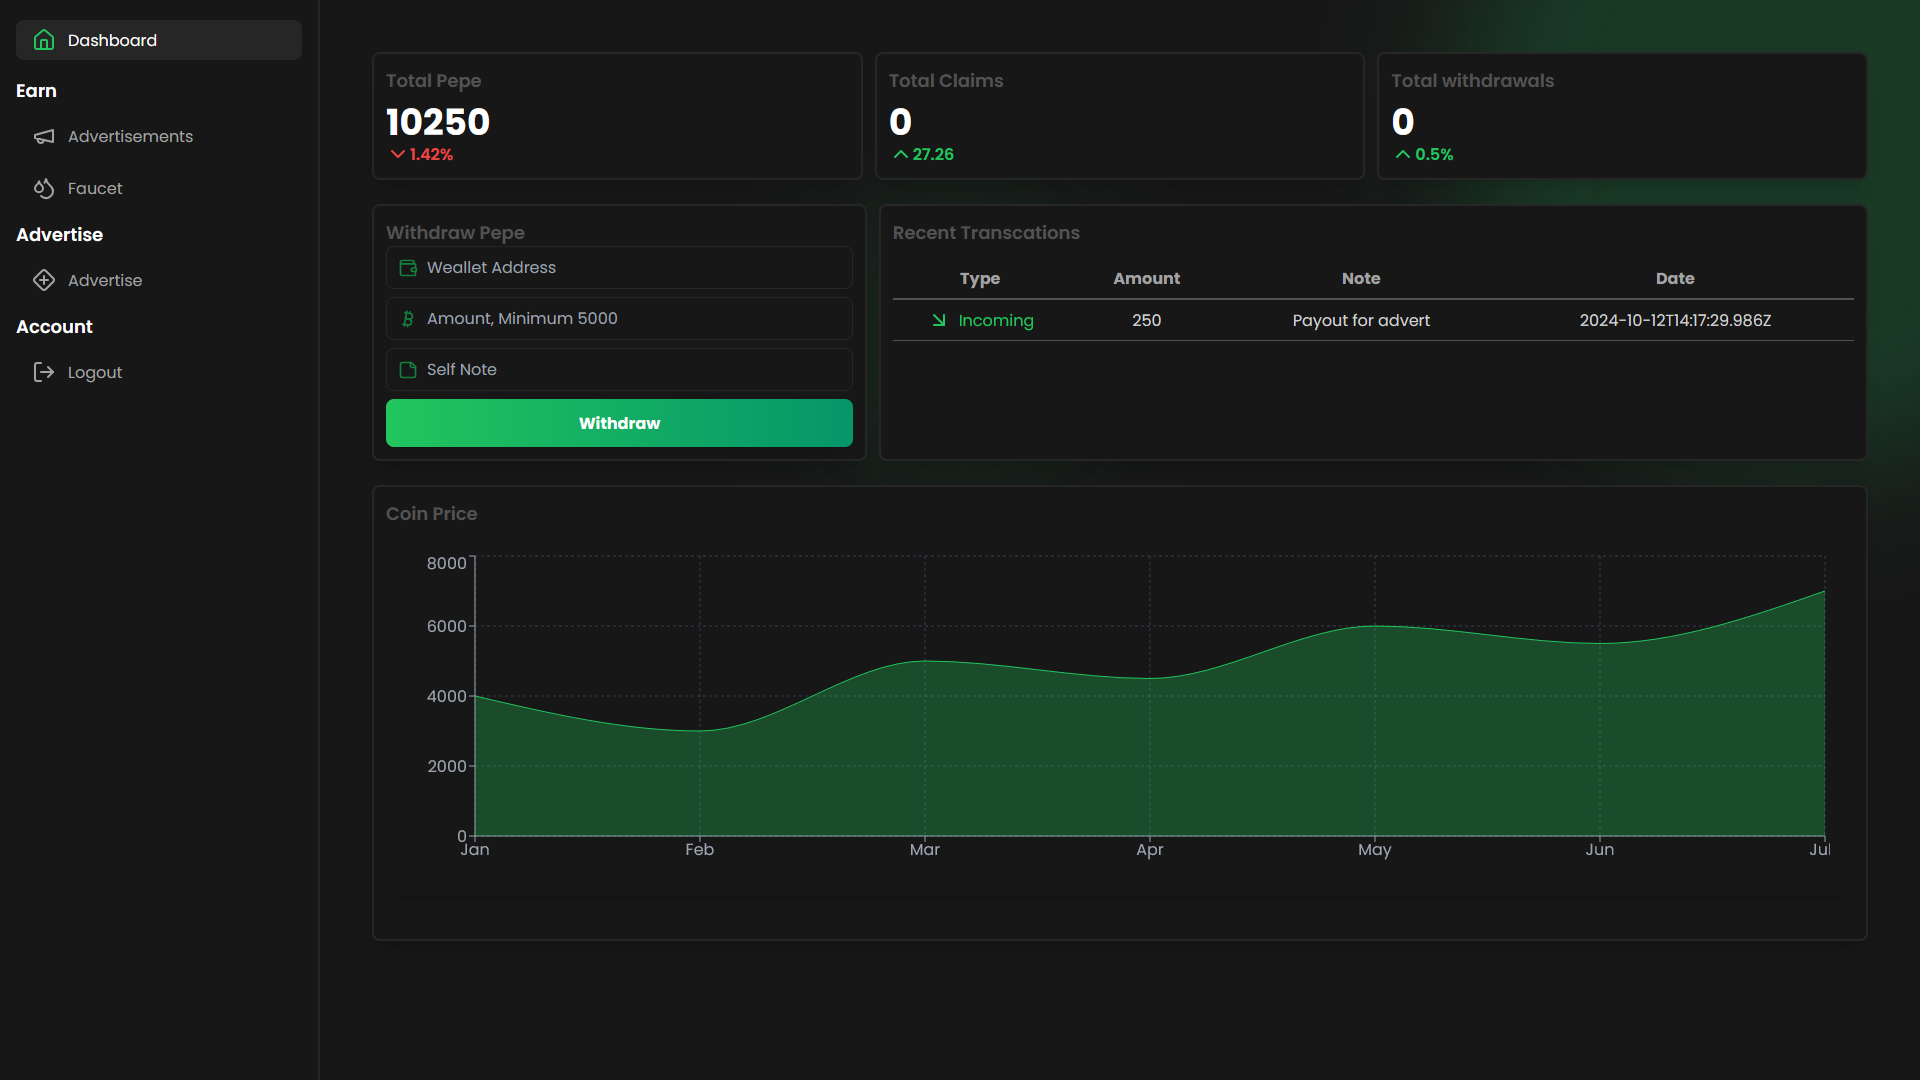 Dashboard
Earn
Advertisements
Faucet
Advertise
Advertise
Account
Logout
Total Pepe
10250
1.42%
Total Claims
0
27.26
Total withdrawals
0
0.5%
Withdraw Pepe
Weallet Address
Amount, Minimum 5000
Self Note
Withdraw
Recent Transcations
Type Amount Note Date
Incoming 250 Payout for advert 2024-10-12T14:17:29.986Z
Coin Price
8000
6000
4000
2000
0
Jan Feb Mar Apr May Jun Jul